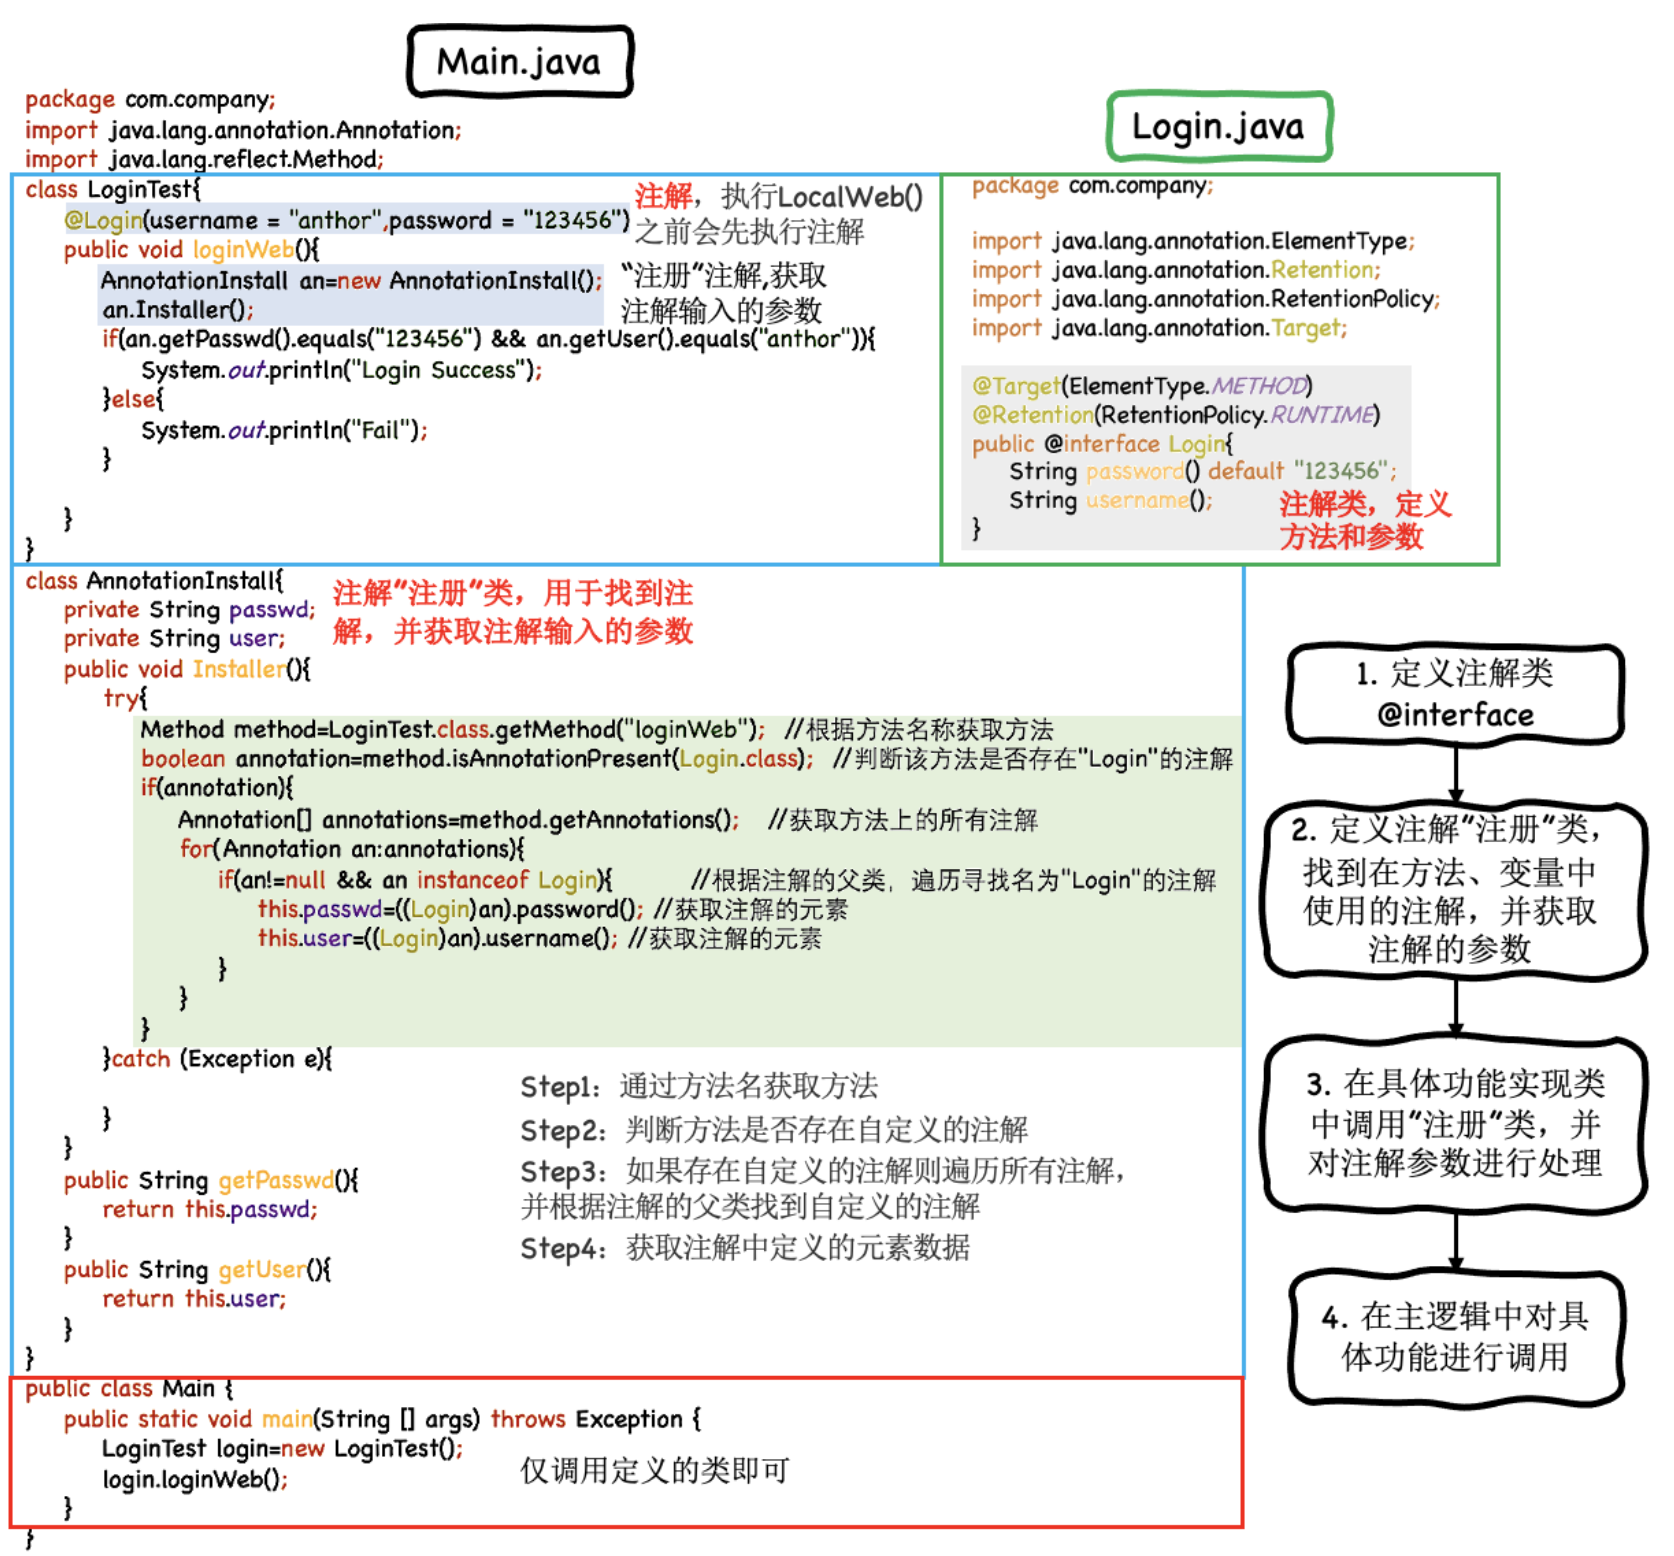 Main.java
package com.company;
import java.lang.annotation.Annotation;
import java.lang.reflect.Method;
class LoginTest{
@Login(username = "anthor",password = "123456")
public void loginWeb(){
AnnotationInstall an=new AnnotationInstall();
an.Installer();
if(an.getPasswd().equals("123456") && an.getUser().equals("anthor")){
System.out.println("Login Success");
}else{
System.out.println("Fail");
}
}
}
注解，执行LocalWeb()
之前会先执行注解
“注册”注解,获取
注解输入的参数
Login.java
package com.company;
import java.lang.annotation.ElementType;
import java.lang.annotation.Retention;
import java.lang.annotation.RetentionPolicy;
import java.lang.annotation.Target;
@Target(ElementType.METHOD)
@Retention(RetentionPolicy.RUNTIME)
public @interface Login{
String password() default "123456";
String username();
}
注解类，定义
方法和参数
class AnnotationInstall{
private String passwd;
private String user;
public void Installer(){
try{
Method method=LoginTest.class.getMethod("loginWeb"); //根据方法名称获取方法
boolean annotation=method.isAnnotationPresent(Login.class); //判断该方法是否存在"Login"的注解
if(annotation){
Annotation[] annotations=method.getAnnotations(); //获取方法上的所有注解
for(Annotation an:annotations){
if(an!=null && an instanceof Login){ //根据注解的父类，遍历寻找名为"Login"的注解
this.passwd=((Login)an).password(); //获取注解的元素
this.user=((Login)an).username(); //获取注解的元素
}
}
}
}catch (Exception e){
}
}
public String getPasswd(){
return this.passwd;
}
public String getUser(){
return this.user;
}
}
注解“注册”类，用于找到注
解，并获取注解输入的参数
Step1：通过方法名获取方法
Step2：判断方法是否存在自定义的注解
Step3：如果存在自定义的注解则遍历所有注解，
并根据注解的父类找到自定义的注解
Step4：获取注解中定义的元素数据
public class Main {
public static void main(String [] args) throws Exception {
LoginTest login=new LoginTest();
login.loginWeb();
}
}
仅调用定义的类即可
1. 定义注解类
@interface
2. 定义注解“注册”类，
找到在方法、变量中
使用的注解，并获取
注解的参数
3. 在具体功能实现类
中调用“注册”类，并
对注解参数进行处理
4. 在主逻辑中对具
体功能进行调用